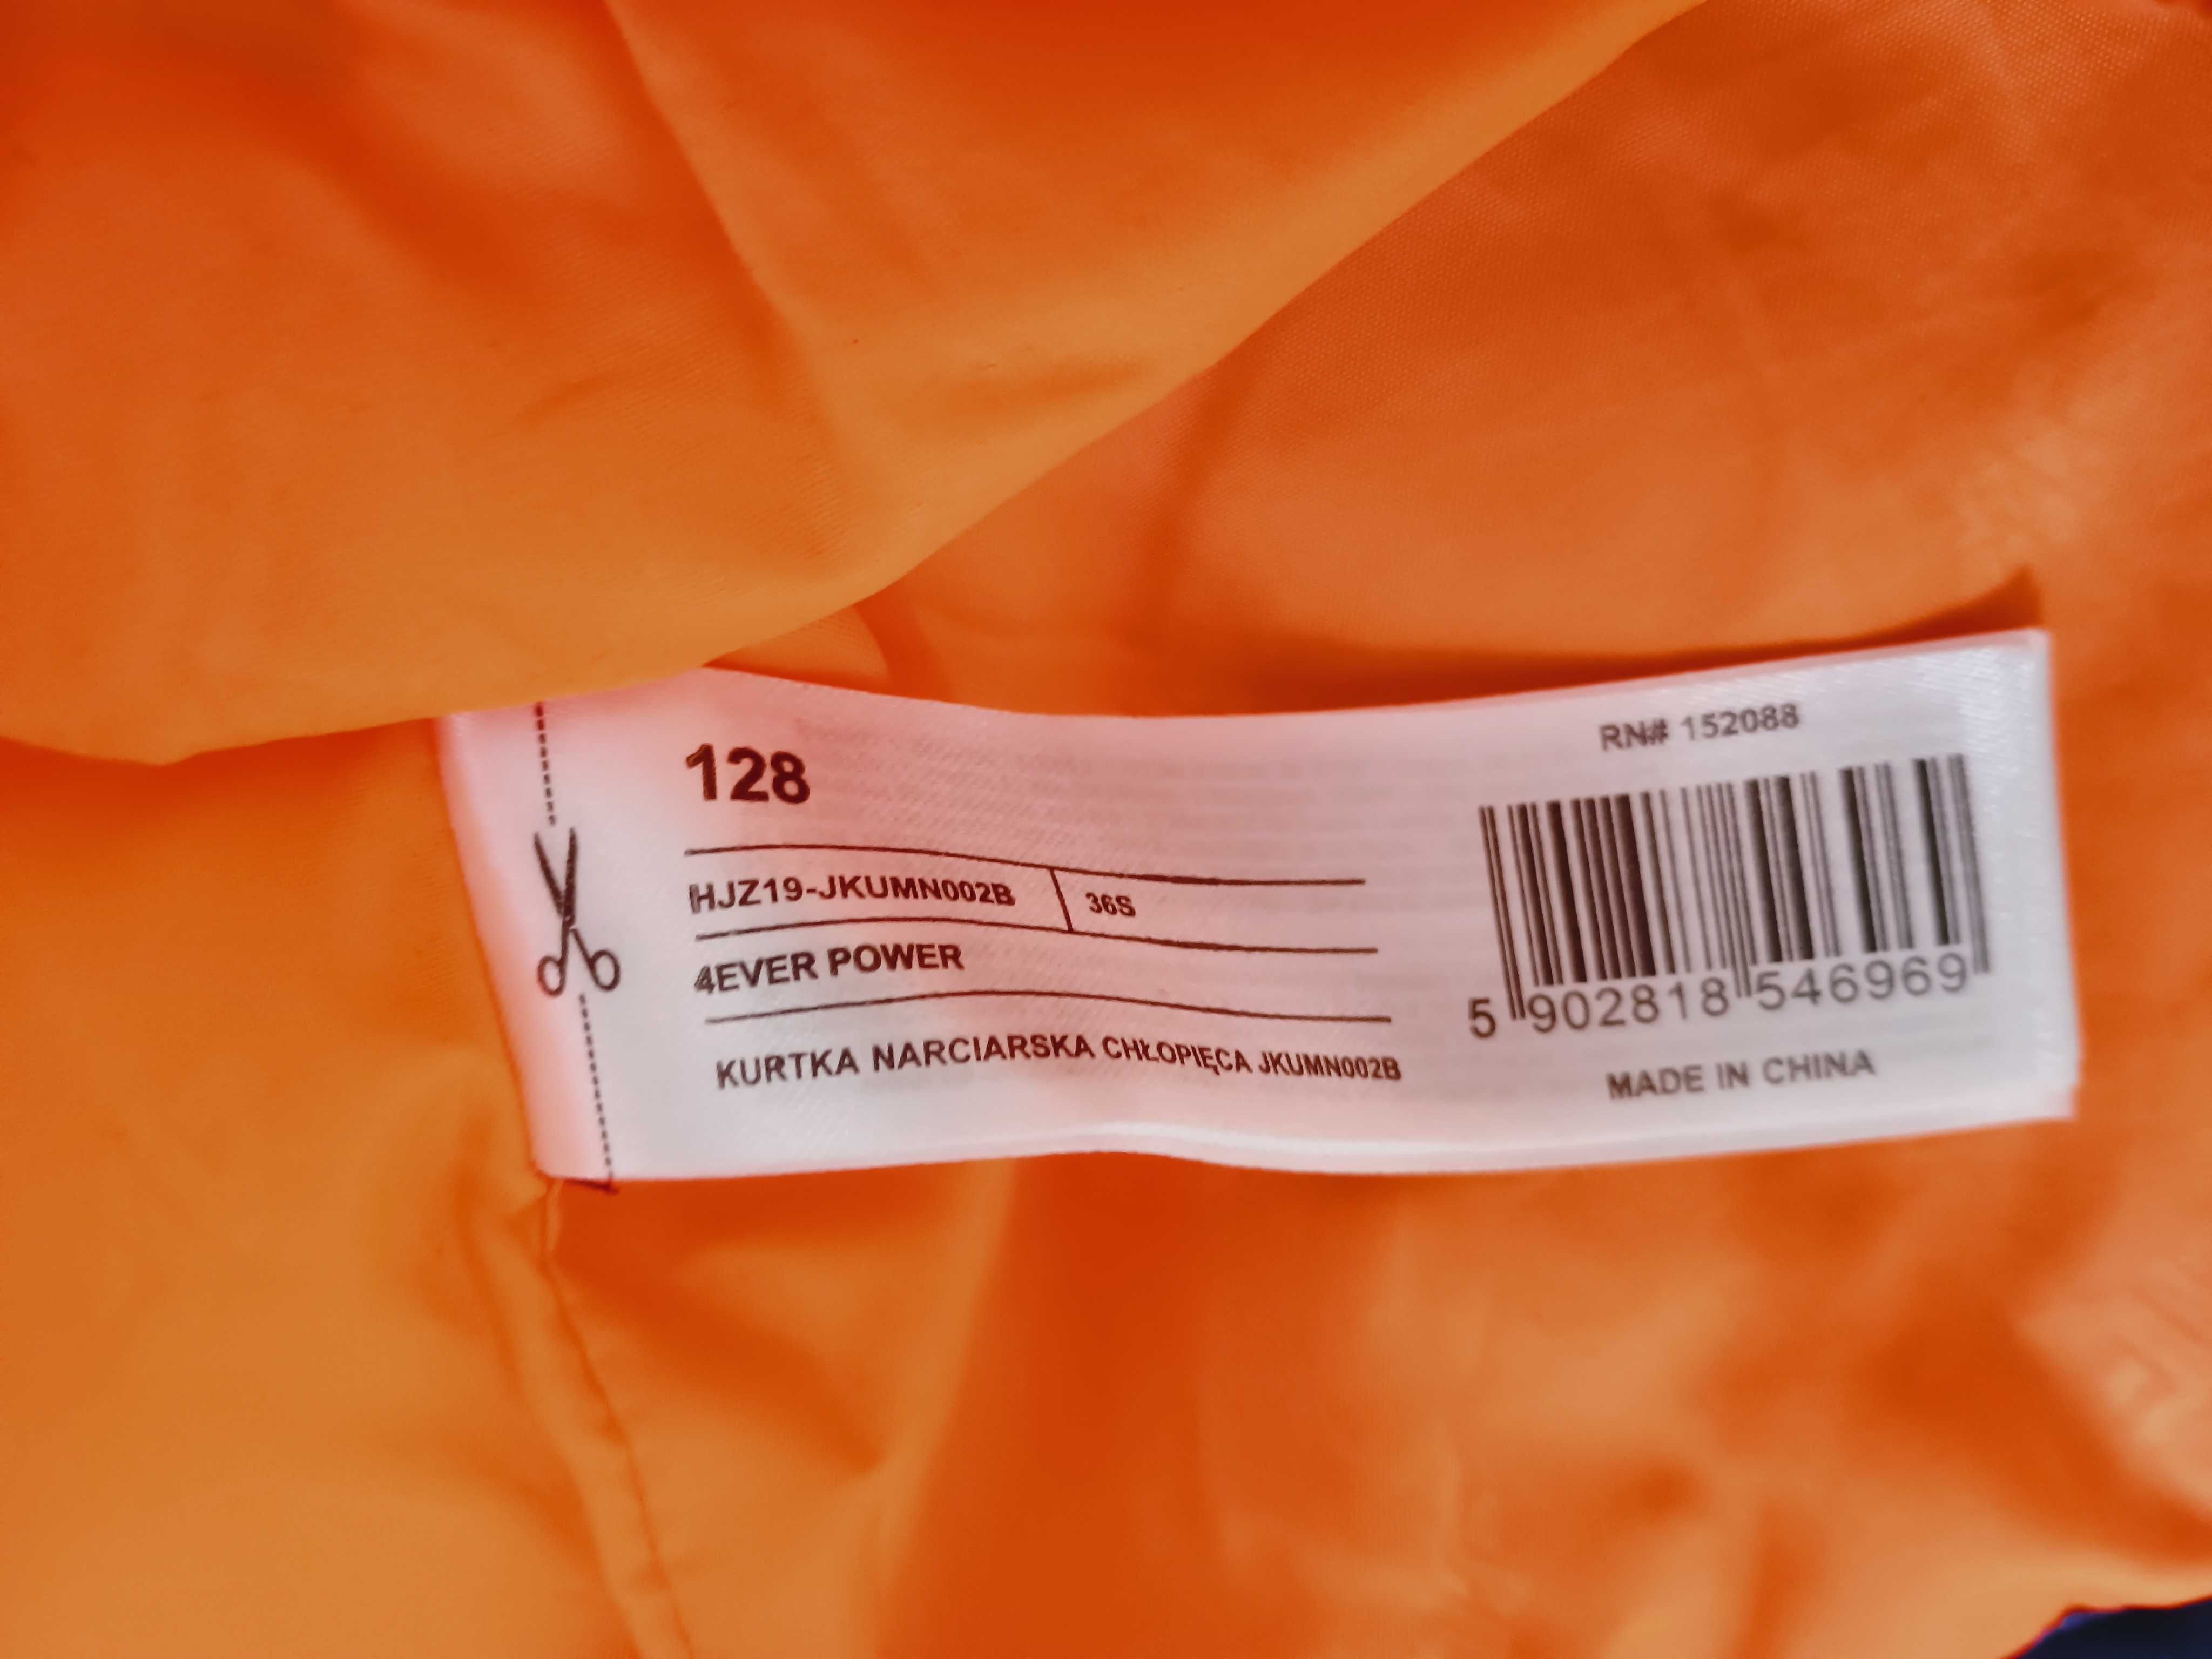 128
HJZ19-JKUMN002B 36S
4EVER POWER
KURTKA NARCIARSKA CHŁOPIĘCA JKUMN002B
RN# 152088
5 902818 546969
MADE IN CHINA